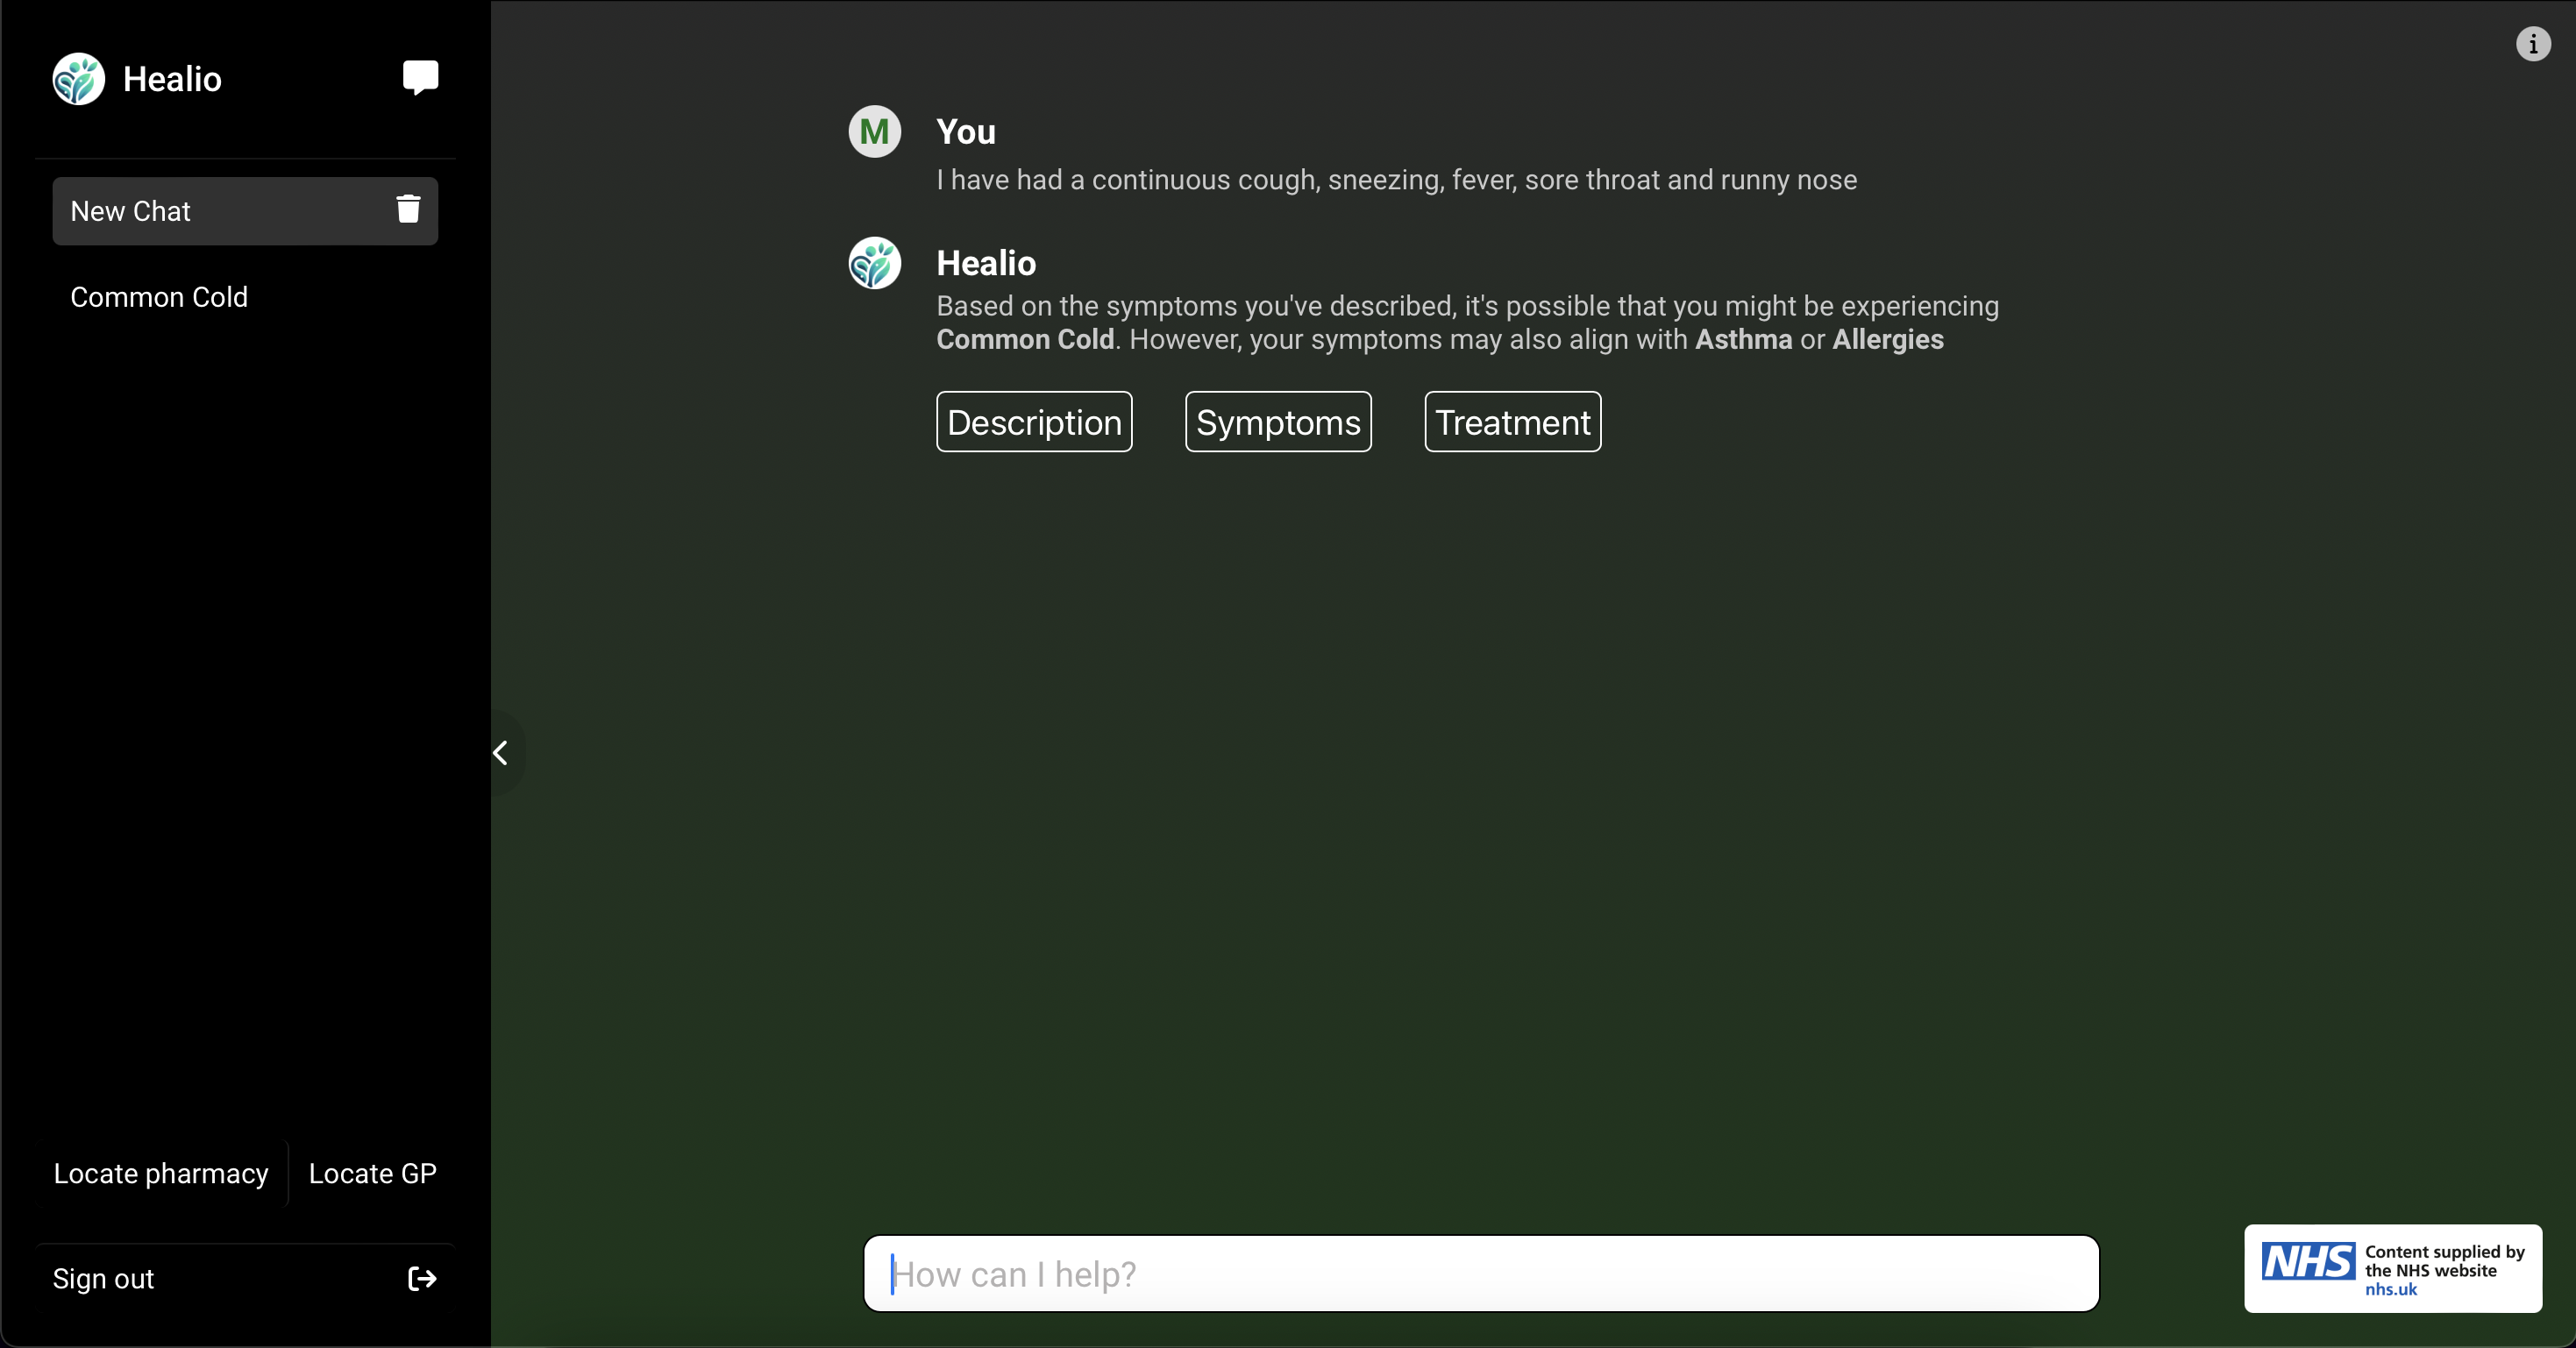 Healio
New Chat
Common Cold
Locate pharmacy
Locate GP
Sign out
M
You
I have had a continuous cough, sneezing, fever, sore throat and runny nose
Healio
Based on the symptoms you've described, it's possible that you might be experiencing
Common Cold. However, your symptoms may also align with Asthma or Allergies
Description
Symptoms
Treatment
How can I help?
NHS
Content supplied by
the NHS website
nhs.uk
i